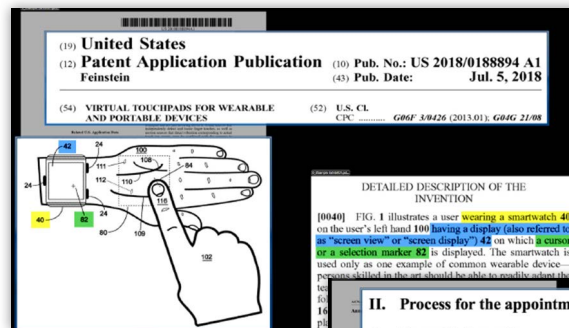 (19) United States
(12) Patent Application Publication (10) Pub. No.: US 2018/0188894 A1
Feinstein (43) Pub. Date: Jul. 5, 2018
(54) VIRTUAL TOUCHPADS FOR WEARABLE AND PORTABLE DEVICES
(52) U.S. Cl.
CPC .......... G06F 3/0426 (2013.01); G04G 21/08
42
24
100
108
111
84
24
110
112
116
40
82
24
80
109
102
DETAILED DESCRIPTION OF THE
INVENTION
[0040] FIG. 1 illustrates a user wearing a smartwatch 40
on the user's left hand 100 having a display (also referred to
as "screen view" or "screen display") 42 on which a cursor
or a selection marker 82 is displayed. The smartwatch is
used only as one example of common wearable device—
persons skilled in the art should be able to readily adapt the
II. Process for the appointm